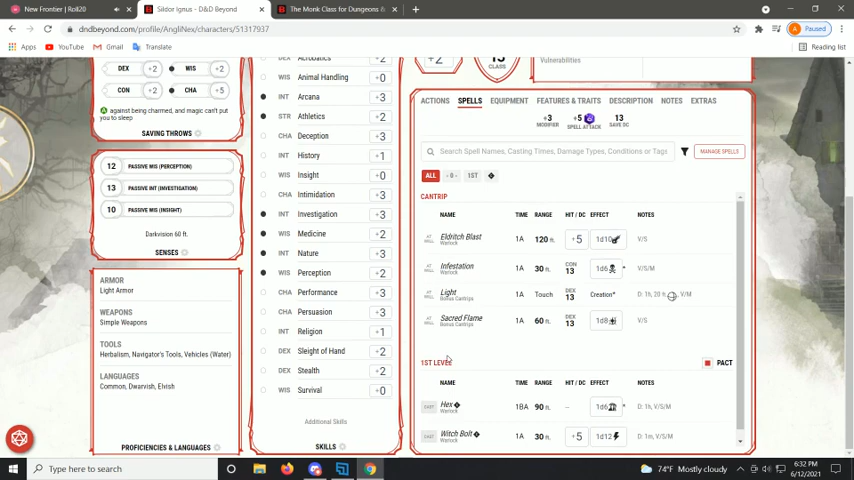 New Frontier | Roll20
Sildor Ignus - D&D Beyond
The Monk Class for Dungeons &
dndbeyond.com/profile/AngliNex/characters/51317937
Paused
Apps
YouTube
Gmail
Translate
Reading list
DEX +2 WIS +2
CON +2 CHA +5
against being charmed, and magic can't put
you to sleep
SAVING THROWS
12 PASSIVE WIS (PERCEPTION)
13 PASSIVE INT (INVESTIGATION)
10 PASSIVE WIS (INSIGHT)
Darkvision 60 ft.
SENSES
ARMOR
Light Armor
WEAPONS
Simple Weapons
TOOLS
Herbalism, Navigator's Tools, Vehicles (Water)
LANGUAGES
Common, Dwarvish, Elvish
PROFICIENCIES & LANGUAGES
DEX Acrobatics +2
WIS Animal Handling +0
INT Arcana +3
STR Athletics +2
CHA Deception +3
INT History +1
WIS Insight +0
CHA Intimidation +3
INT Investigation +3
WIS Medicine +2
INT Nature +3
WIS Perception +2
CHA Performance +3
CHA Persuasion +3
INT Religion +1
DEX Sleight of Hand +2
DEX Stealth +2
WIS Survival +0
Additional Skills
SKILLS
+2
13
CLASS
Vulnerabilities
ACTIONS SPELLS EQUIPMENT FEATURES & TRAITS DESCRIPTION NOTES EXTRAS
+3 +5 13
MODIFIER SPELL ATTACK SAVE DC
Search Spell Names, Casting Times, Damage Types, Conditions or Tags
MANAGE SPELLS
ALL - 0 - 1ST
CANTRIP
NAME TIME RANGE HIT / DC EFFECT NOTES
AT WILL Eldritch Blast 1A 120 ft. +5 1d10 V/S
Warlock
AT WILL Infestation 1A 30 ft. CON 13 1d6 * V/S/M
Warlock
AT WILL Light 1A Touch DEX 13 Creation* D: 1h, 20 ft. , V/M
Bonus Cantrips
AT WILL Sacred Flame 1A 60 ft. DEX 13 1d8 V/S
Bonus Cantrips
1ST LEVEL PACT
NAME TIME RANGE HIT / DC EFFECT NOTES
CAST Hex 1BA 90 ft. -- 1d6 * D: 1h, V/S/M
Warlock
CAST Witch Bolt 1A 30 ft. +5 1d12 D: 1m, V/S/M
Warlock
Type here to search
74°F Mostly cloudy
6:32 PM
6/12/2021